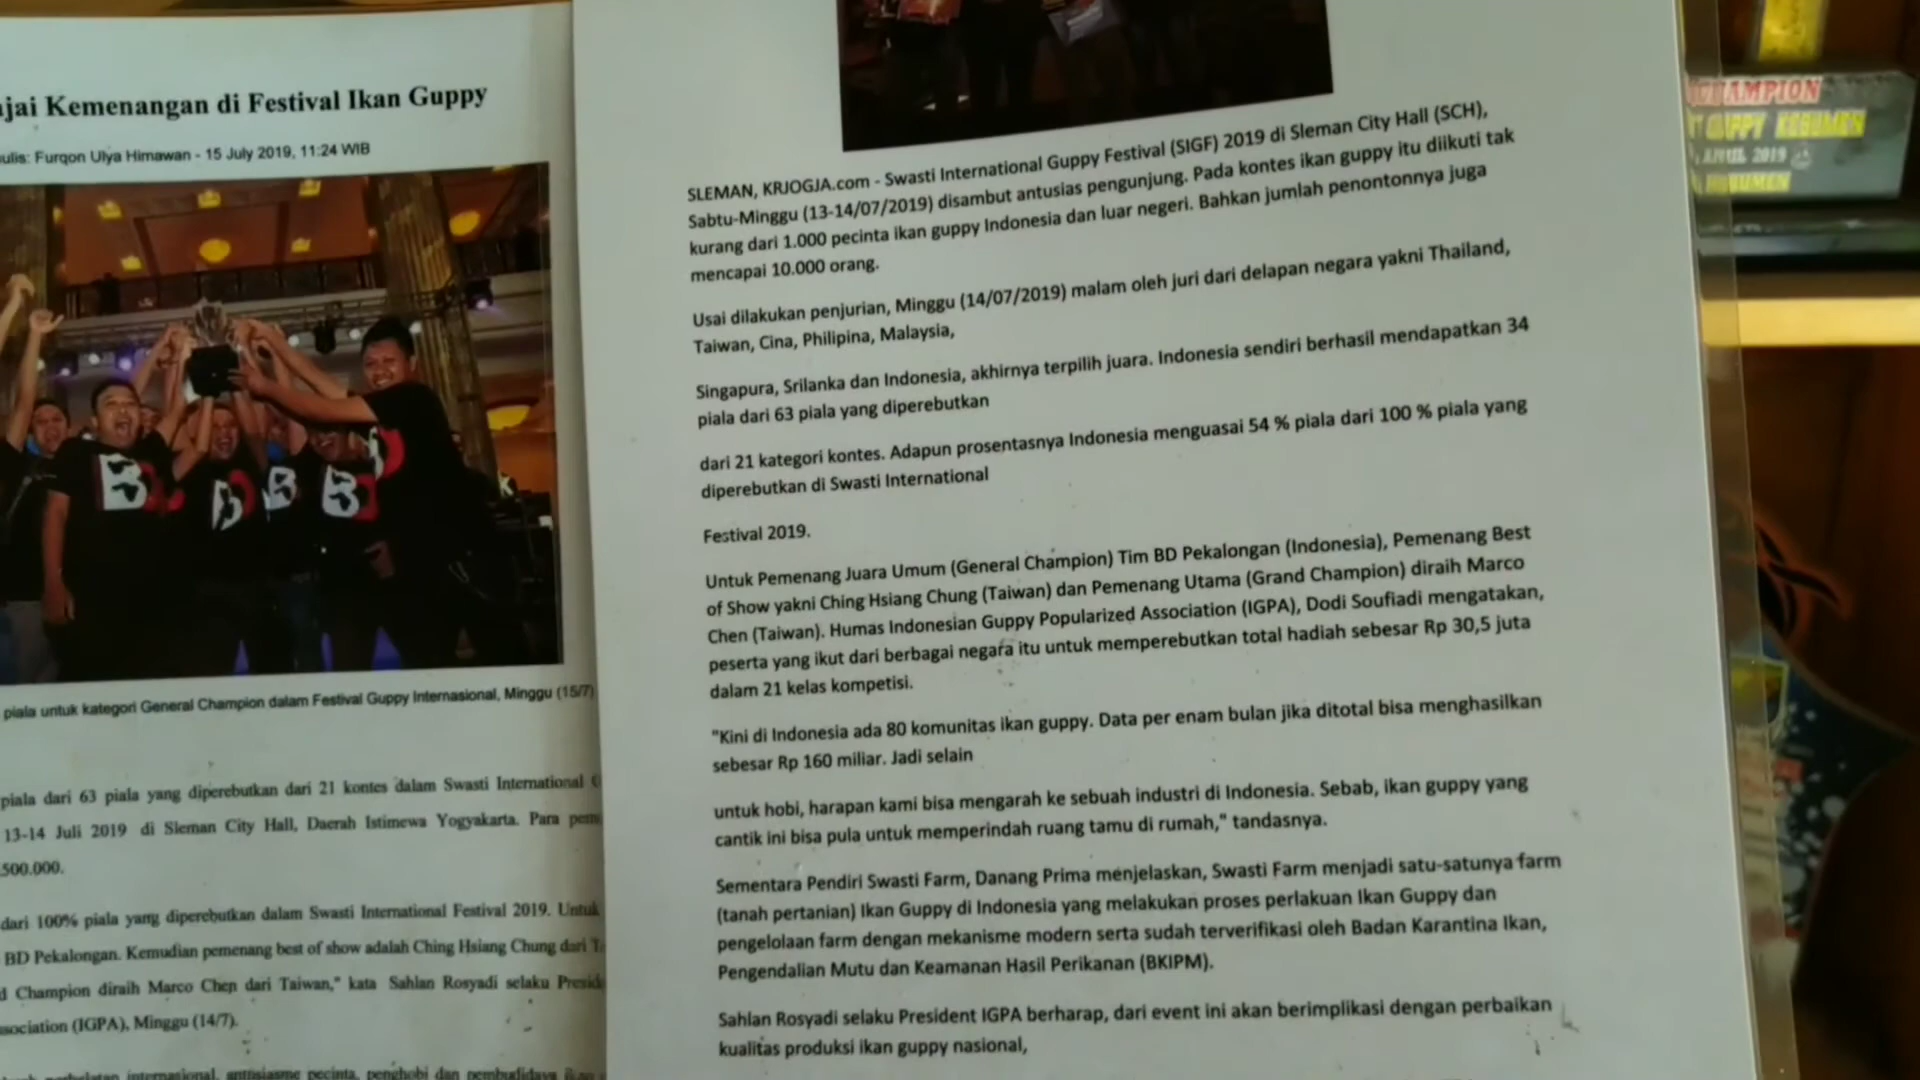 jai Kemenangan di Festival Ikan Guppy
ulis: Furqon Ulya Himawan - 15 July 2019, 11:24 WIB
piala untuk kategori General Champion dalam Festival Guppy Internasional, Minggu (15/7)
piala dari 63 piala yang diperebutkan dari 21 kontes dalam Swasti International
13-14 Juli 2019 di Sleman City Hall, Daerah Istimewa Yogyakarta. Para pem
500.000.
dari 100% piala yang diperebutkan dalam Swasti International Festival 2019. Untuk
BD Pekalongan. Kemudian pemenang best of show adalah Ching Hsiang Chung dari T
d Champion diraih Marco Chen dari Taiwan," kata Sahlan Rosyadi selaku Presid
sociation (IGPA), Minggu (14/7).
internasional, antusiasme pecinta, penghobi dan pembudidaya ikan
SLEMAN, KRJOGJA.com - Swasti International Guppy Festival (SIGF) 2019 di Sleman City Hall (SCH),
Sabtu-Minggu (13-14/07/2019) disambut antusias pengunjung. Pada kontes ikan guppy itu diikuti tak
kurang dari 1.000 pecinta ikan guppy Indonesia dan luar negeri. Bahkan jumlah penontonnya juga
mencapai 10.000 orang.
Usai dilakukan penjurian, Minggu (14/07/2019) malam oleh juri dari delapan negara yakni Thailand,
Taiwan, Cina, Philipina, Malaysia,
Singapura, Srilanka dan Indonesia, akhirnya terpilih juara. Indonesia sendiri berhasil mendapatkan 34
piala dari 63 piala yang diperebutkan
dari 21 kategori kontes. Adapun prosentasnya Indonesia menguasai 54 % piala dari 100 % piala yang
diperebutkan di Swasti International
Festival 2019.
Untuk Pemenang Juara Umum (General Champion) Tim BD Pekalongan (Indonesia), Pemenang Best
of Show yakni Ching Hsiang Chung (Taiwan) dan Pemenang Utama (Grand Champion) diraih Marco
Chen (Taiwan). Humas Indonesian Guppy Popularized Association (IGPA), Dodi Soufiadi mengatakan,
peserta yang ikut dari berbagai negara itu untuk memperebutkan total hadiah sebesar Rp 30,5 juta
dalam 21 kelas kompetisi.
"Kini di Indonesia ada 80 komunitas ikan guppy. Data per enam bulan jika ditotal bisa menghasilkan
sebesar Rp 160 miliar. Jadi selain
untuk hobi, harapan kami bisa mengarah ke sebuah industri di Indonesia. Sebab, ikan guppy yang
cantik ini bisa pula untuk memperindah ruang tamu di rumah," tandasnya.
Sementara Pendiri Swasti Farm, Danang Prima menjelaskan, Swasti Farm menjadi satu-satunya farm
(tanah pertanian) Ikan Guppy di Indonesia yang melakukan proses perlakuan Ikan Guppy dan
pengelolaan farm dengan mekanisme modern serta sudah terverifikasi oleh Badan Karantina Ikan,
Pengendalian Mutu dan Keamanan Hasil Perikanan (BKIPM).
Sahlan Rosyadi selaku President IGPA berharap, dari event ini akan berimplikasi dengan perbaikan
kualitas produksi ikan guppy nasional,
CHAMPION
GUPPY KEBUMEN
2019
KEBUMEN
BD
BD
B
BD